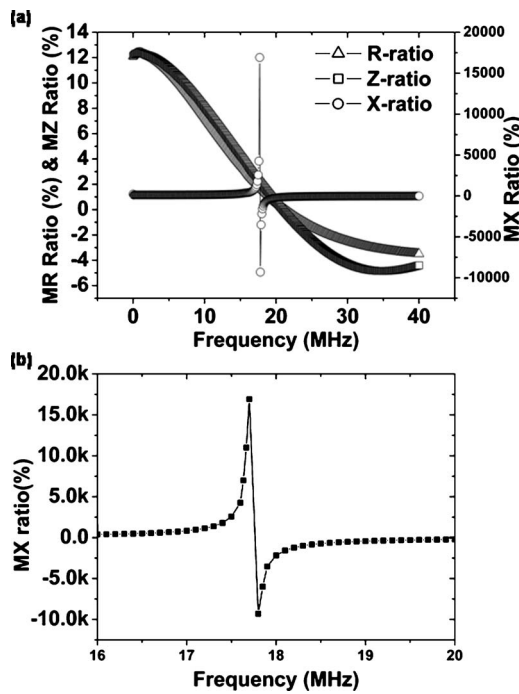 (a)
14
12
10
8
6
4
2
0
-2
-4
-6
MR Ratio (%) & MZ Ratio (%)
20000
15000
10000
5000
0
-5000
-10000
MX Ratio (%)
R-ratio
Z-ratio
X-ratio
0 10 20 30 40
Frequency (MHz)
(b)
20.0k
15.0k
10.0k
5.0k
0.0
-5.0k
-10.0k
MX ratio(%)
16 17 18 19 20
Frequency (MHz)